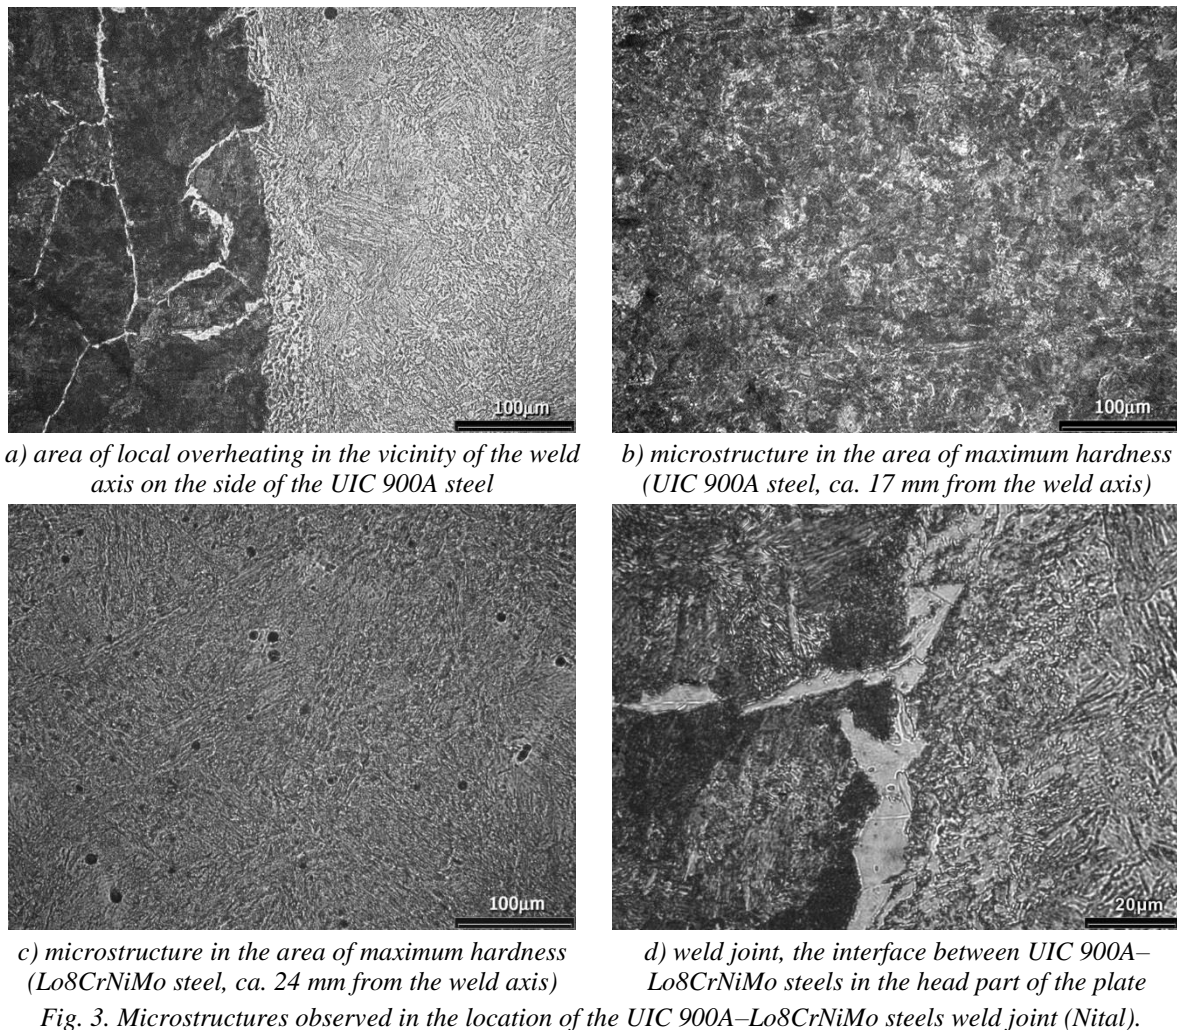 100μm
100μm
a) area of local overheating in the vicinity of the weld
axis on the side of the UIC 900A steel
b) microstructure in the area of maximum hardness
(UIC 900A steel, ca. 17 mm from the weld axis)
100μm
20μm
c) microstructure in the area of maximum hardness
(Lo8CrNiMo steel, ca. 24 mm from the weld axis)
d) weld joint, the interface between UIC 900A–
Lo8CrNiMo steels in the head part of the plate
Fig. 3. Microstructures observed in the location of the UIC 900A–Lo8CrNiMo steels weld joint (Nital).